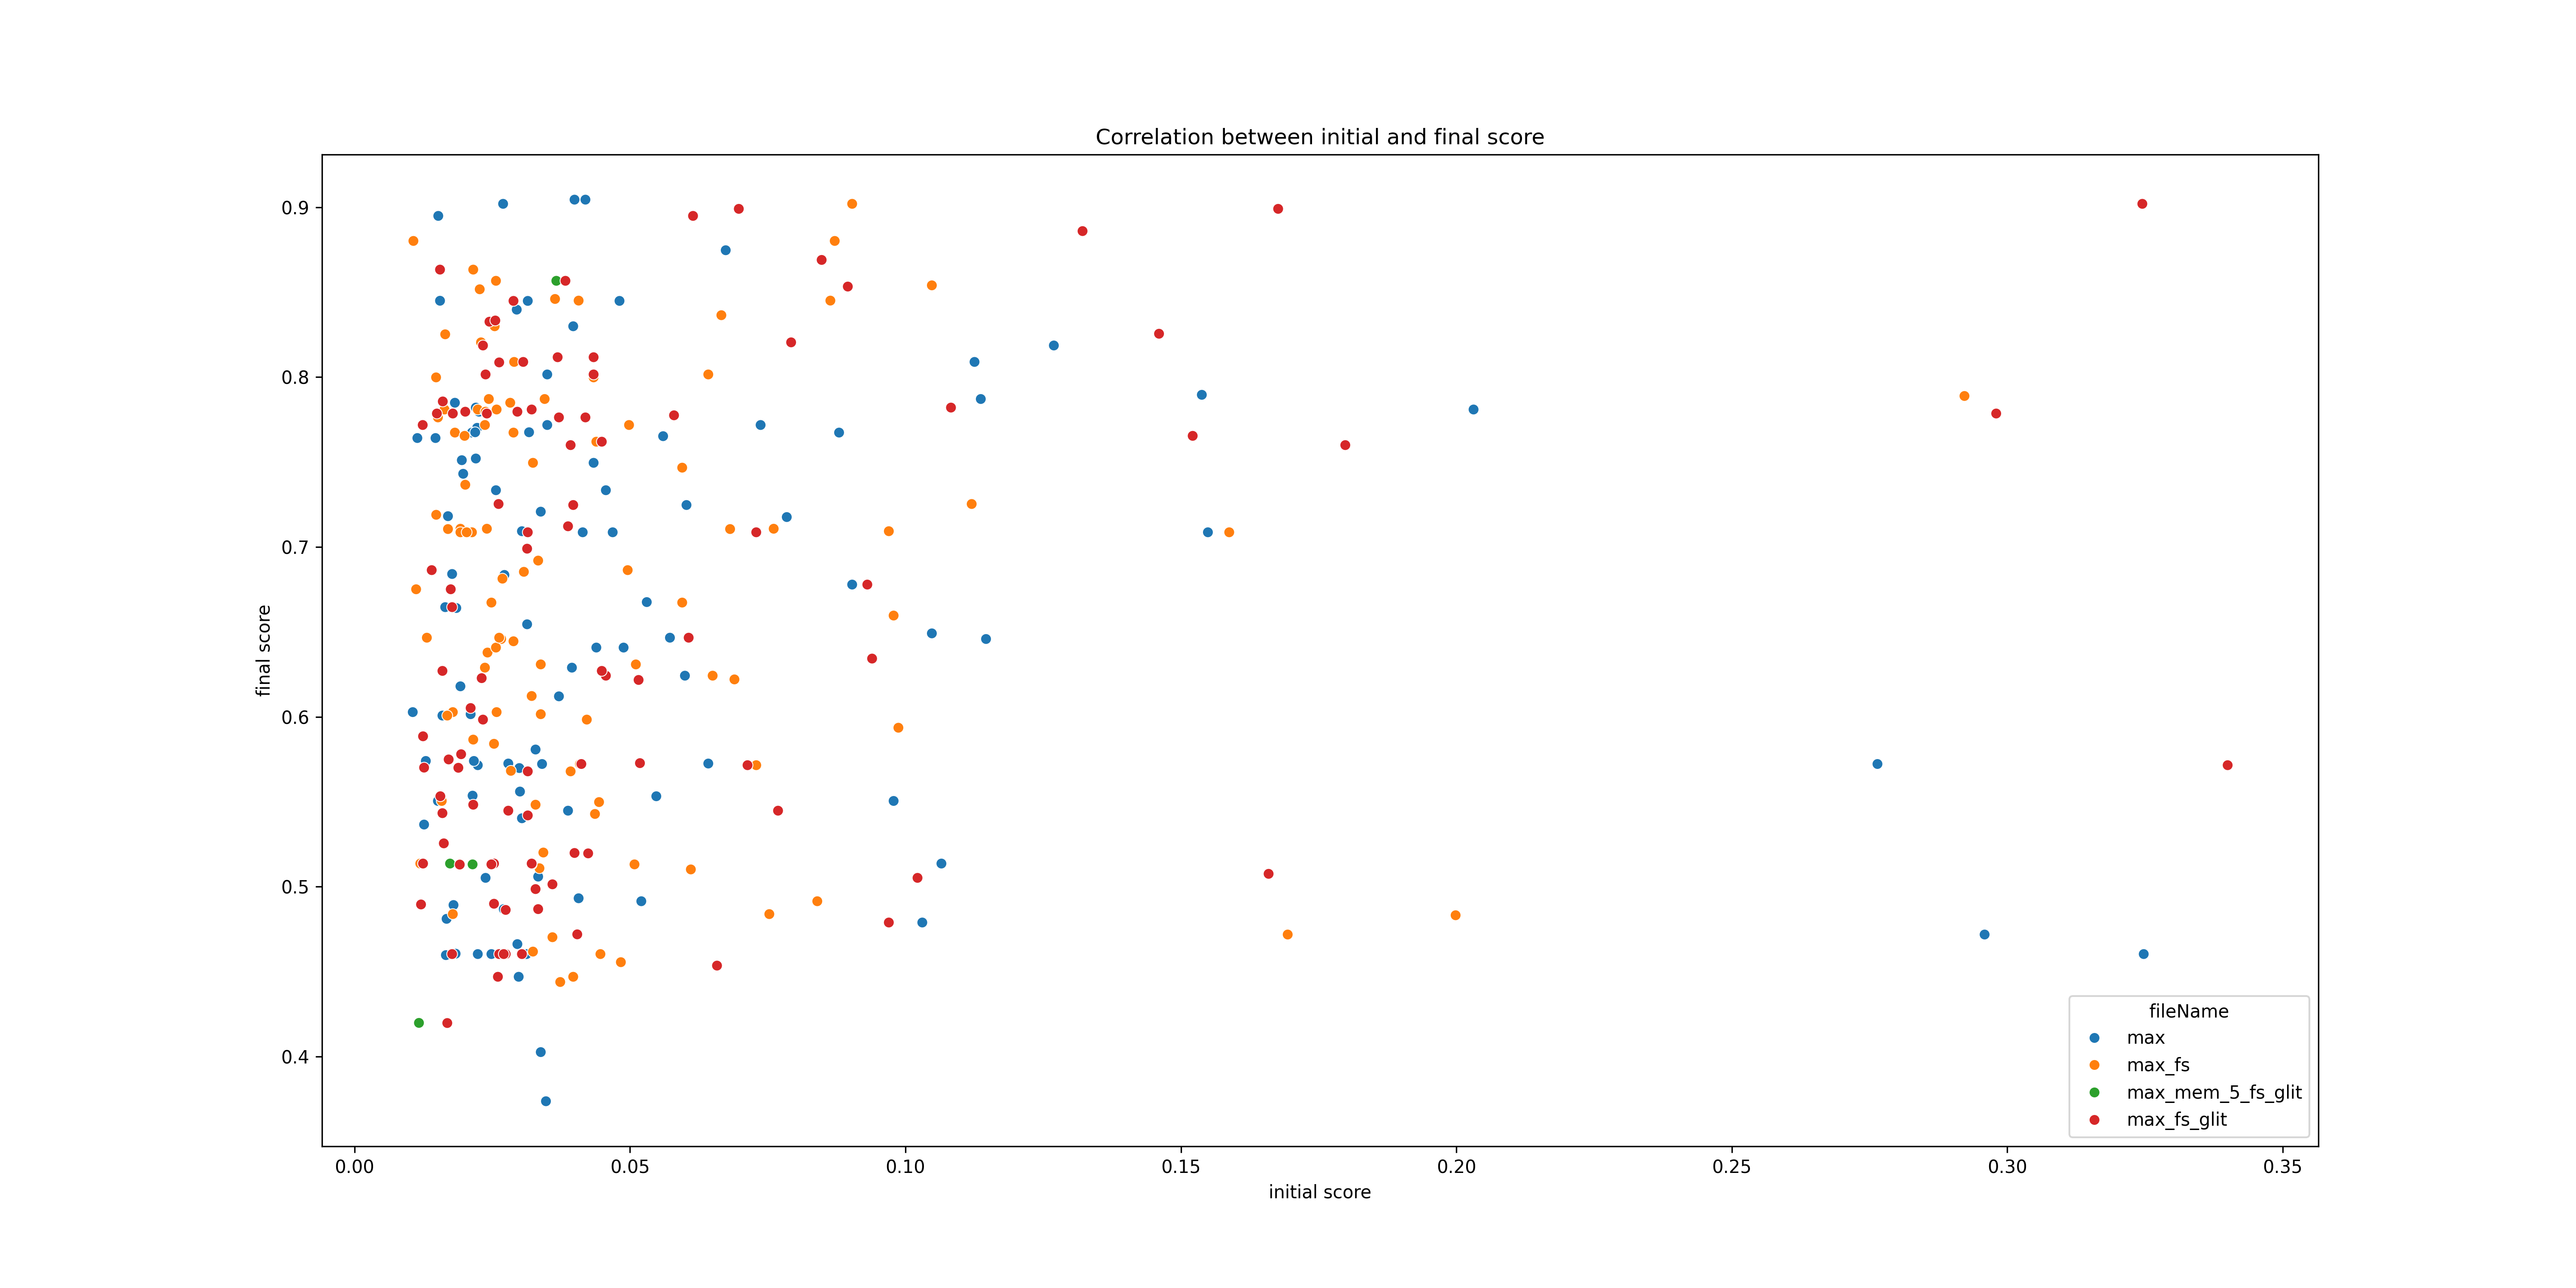 Correlation between initial and final score
0.9
0.8
0.7
0.6
0.5
0.4
final score
0.00 0.05 0.10 0.15 0.20 0.25 0.30 0.35
initial score
fileName
max
max_fs
max_mem_5_fs_glit
max_fs_glit